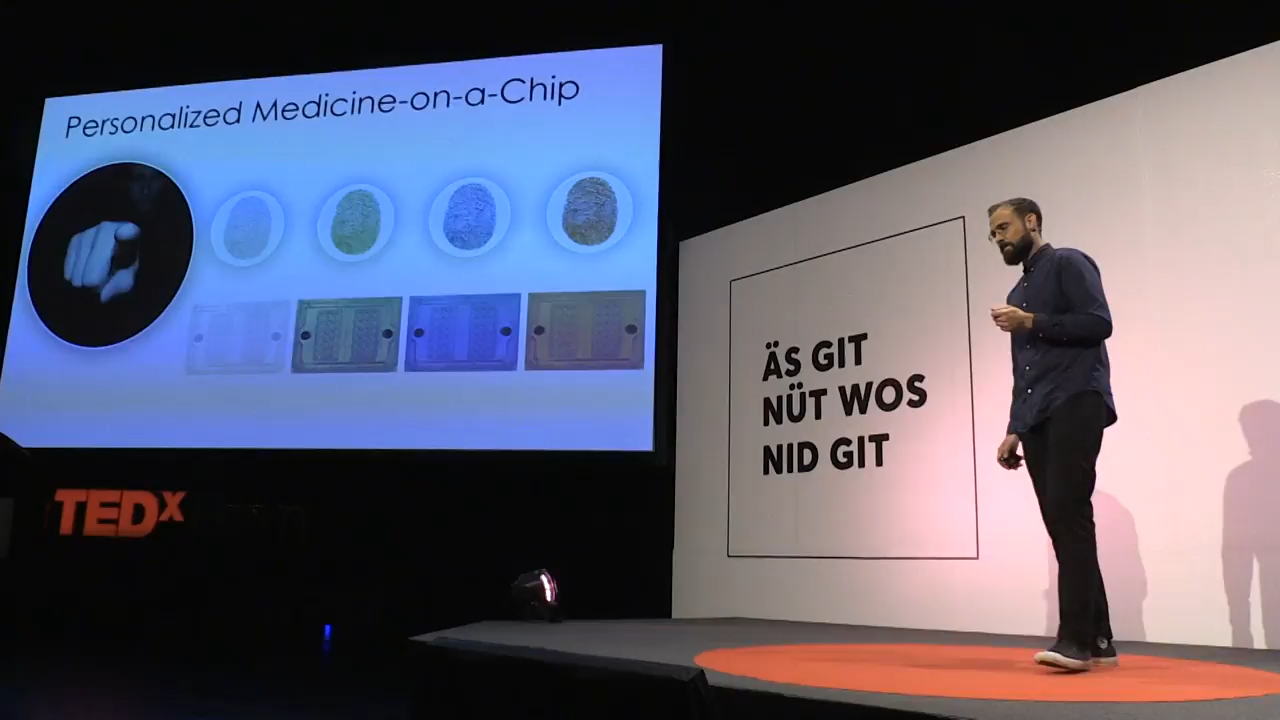 Personalized Medicine-on-a-Chip
ÄS GIT
NÜT WOS
NID GIT
TEDx